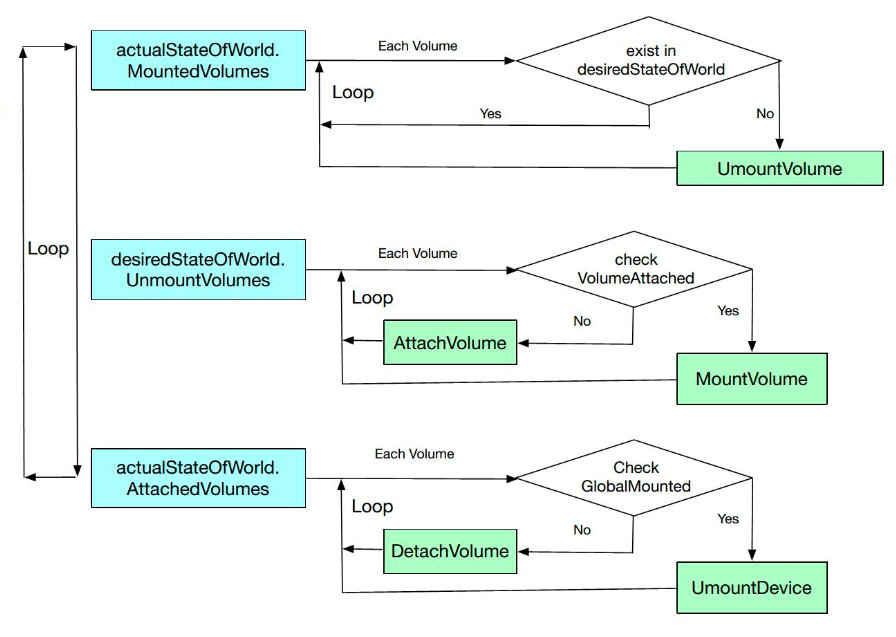 actualStateOfWorld.
MountedVolumes
Each Volume
exist in
desiredStateOfWorld
Loop
Yes
No
UmountVolume
Loop
desiredStateOfWorld.
UnmountVolumes
Each Volume
check
VolumeAttached
Loop
No
Yes
AttachVolume
MountVolume
actualStateOfWorld.
AttachedVolumes
Each Volume
Check
GlobalMounted
Loop
No
Yes
DetachVolume
UmountDevice